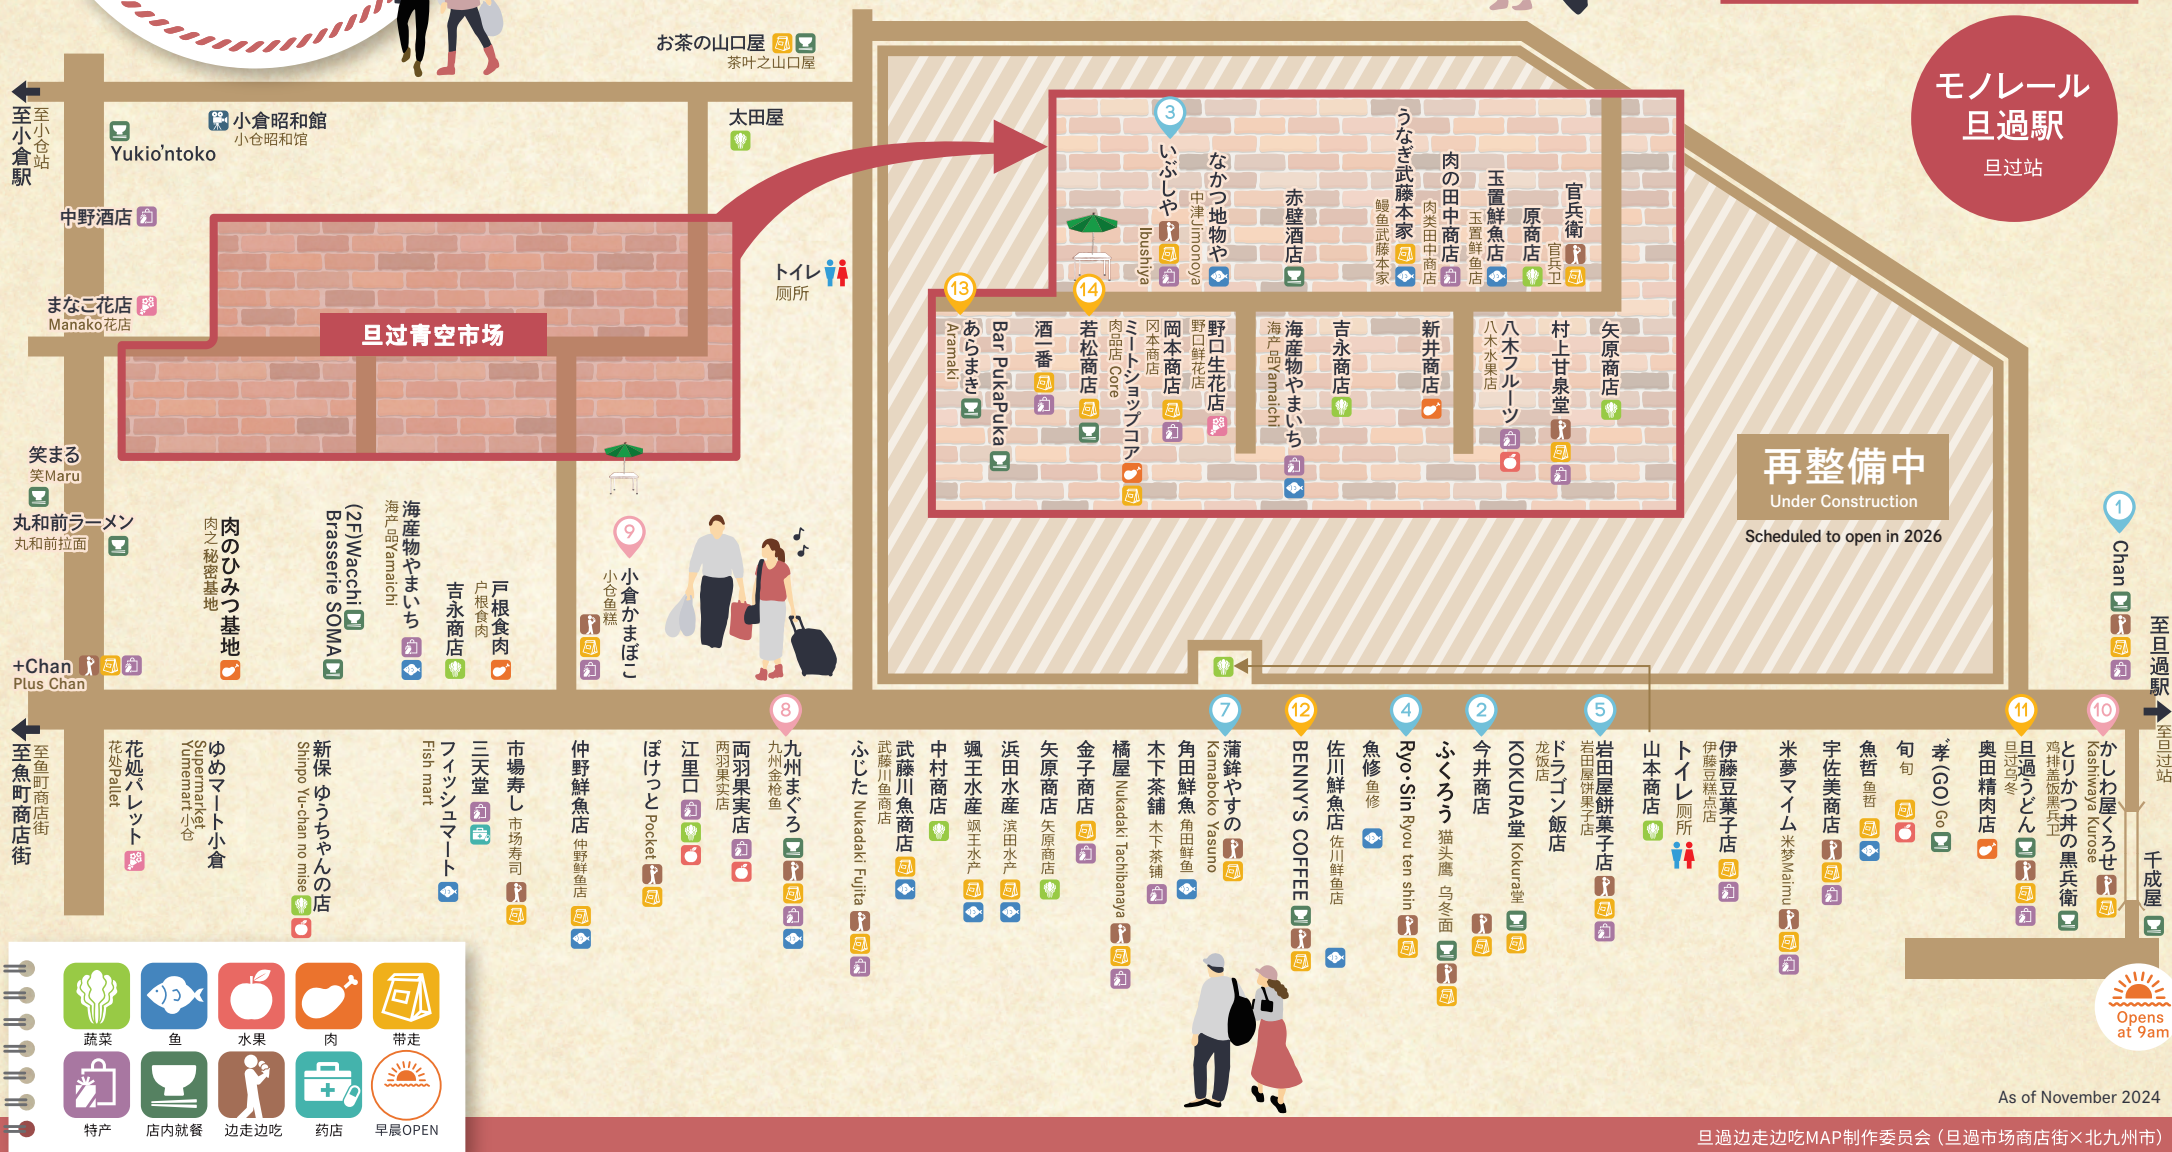 お茶の山口屋
茶叶之山口屋
モノレール
旦過駅
旦过站
至小倉駅
至小仓站
Yukio'ntoko
小倉昭和館
小仓昭和馆
太田屋
中野酒店
まなこ花店
Manako花店
トイレ
厕所
旦过青空市场
笑まる
笑Maru
丸和前ラーメン
丸和前拉面
+Chan
Plus Chan
至魚町商店街
至鱼町商店街
肉のひみつ基地
肉之秘密基地
(2F)Wacchi
Brasserie SOMA
海産物やまいち
海产品Yamaichi
吉永商店
戸根食肉
户根食肉
9
小倉かまぼこ
小仓鱼糕
3
いぶしや
Ibushiya
なかつ地物や
中津Jimonoya
赤壁酒店
うなぎ武藤本家
鳗鱼武藤本家
肉の田中商店
肉类田中商店
玉置鮮魚店
玉置鲜鱼店
原商店
官兵衛
官兵卫
13
あらまき
Aramaki
Bar PukaPuka
酒一番
14
若松商店
ミートショップコア
肉品店 Core
岡本商店
冈本商店
野口生花店
野口鲜花店
海産物やまいち
海产品Yamaichi
吉永商店
新井商店
八木フルーツ
八木水果店
村上甘泉堂
矢原商店
再整備中
Under Construction
Scheduled to open in 2026
1
Chan
至旦過駅
至旦过站
花処パレット
花处Pallet
ゆめマート小倉
Supermarket
Yumemart小仓
新保 ゆうちゃんの店
Shinpo Yu-chan no mise
フィッシュマート
Fish mart
三天堂
市場寿し 市场寿司
仲野鮮魚店 仲野鲜鱼店
ぽけっと Pocket
江里口
両羽果実店
两羽果实店
8
九州まぐろ
九州金枪鱼
ふじた Nukadaki Fujita
武藤川魚商店
武藤川鱼商店
中村商店
颯王水産 飒王水产
浜田水産 滨田水产
矢原商店 矢原商店
金子商店
橘屋 Nukadaki Tachibanaya
木下茶舗 木下茶铺
角田鮮魚 角田鲜鱼
7
蒲鉾やすの
Kamaboko Yasuno
12
BENNY'S COFFEE
佐川鮮魚店 佐川鲜鱼店
魚修 鱼修
4
Ryo・Sin Ryou ten shin
ふくろう 猫头鹰 乌冬面
2
今井商店
KOKURA堂 Kokura堂
ドラゴン飯店
龙饭店
5
岩田屋餅菓子店
岩田屋饼果子店
山本商店
トイレ 厕所
伊藤豆菓子店
伊藤豆糕点店
米夢マイム 米梦Maimu
宇佐美商店
魚哲 鱼哲
旬 旬
孝(GO) Go
奥田精肉店
11
旦過うどん
旦过乌冬
とりかつ丼の黒兵衛
鸡排盖饭黑兵卫
10
かしわ屋くろせ
Kashiwaya Kurose
千成屋
Opens
at 9am
蔬菜
鱼
水果
肉
带走
特产
店内就餐
边走边吃
药店
早晨OPEN
As of November 2024
旦過边走边吃MAP制作委员会（旦過市场商店街×北九州市）